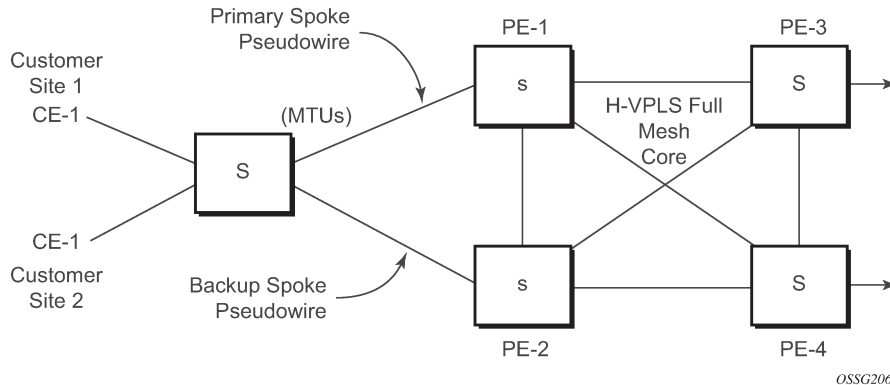 Primary Spoke
Pseudowire
PE-1
PE-3
Customer
Site 1
CE-1
(MTUs)
s
S
H-VPLS Full
Mesh
Core
S
CE-1
Customer
Site 2
Backup Spoke
Pseudowire
s
S
PE-2
PE-4
OSSG206